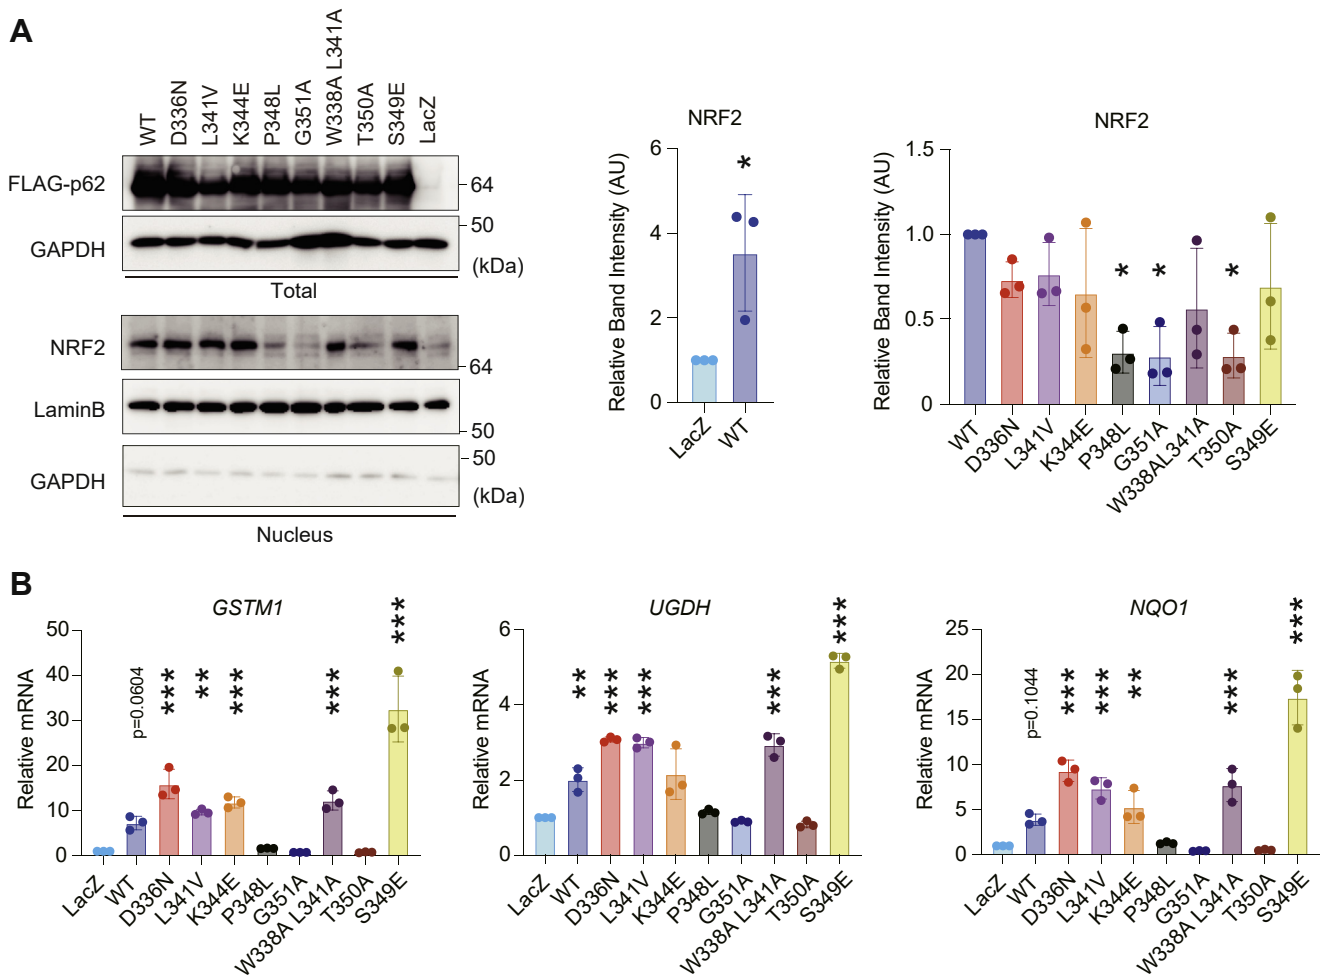 A
WT
D336N
L341V
K344E
P348L
G351A
W338A L341A
T350A
S349E
LacZ
FLAG-p62
64
GAPDH
50
(kDa)
Total
NRF2
64
LaminB
50
GAPDH
50
(kDa)
Nucleus
NRF2
Relative Band Intensity (AU)
6
4
2
0
*
LacZ
WT
NRF2
Relative Band Intensity (AU)
1.5
1.0
0.5
0
*
*
*
WT
D336N
L341V
K344E
P348L
G351A
W338AL341A
T350A
S349E
B
GSTM1
Relative mRNA
50
40
30
20
10
0
p=0.0604
***
**
***
***
***
LacZ
WT
D336N
L341V
K344E
P348L
G351A
W338A L341A
T350A
S349E
UGDH
Relative mRNA
6
4
2
0
**
***
***
***
***
LacZ
WT
D336N
L341V
K344E
P348L
G351A
W338A L341A
T350A
S349E
NQO1
Relative mRNA
25
20
15
10
5
0
p=0.1044
***
***
**
***
***
LacZ
WT
D336N
L341V
K344E
P348L
G351A
W338A L341A
T350A
S349E